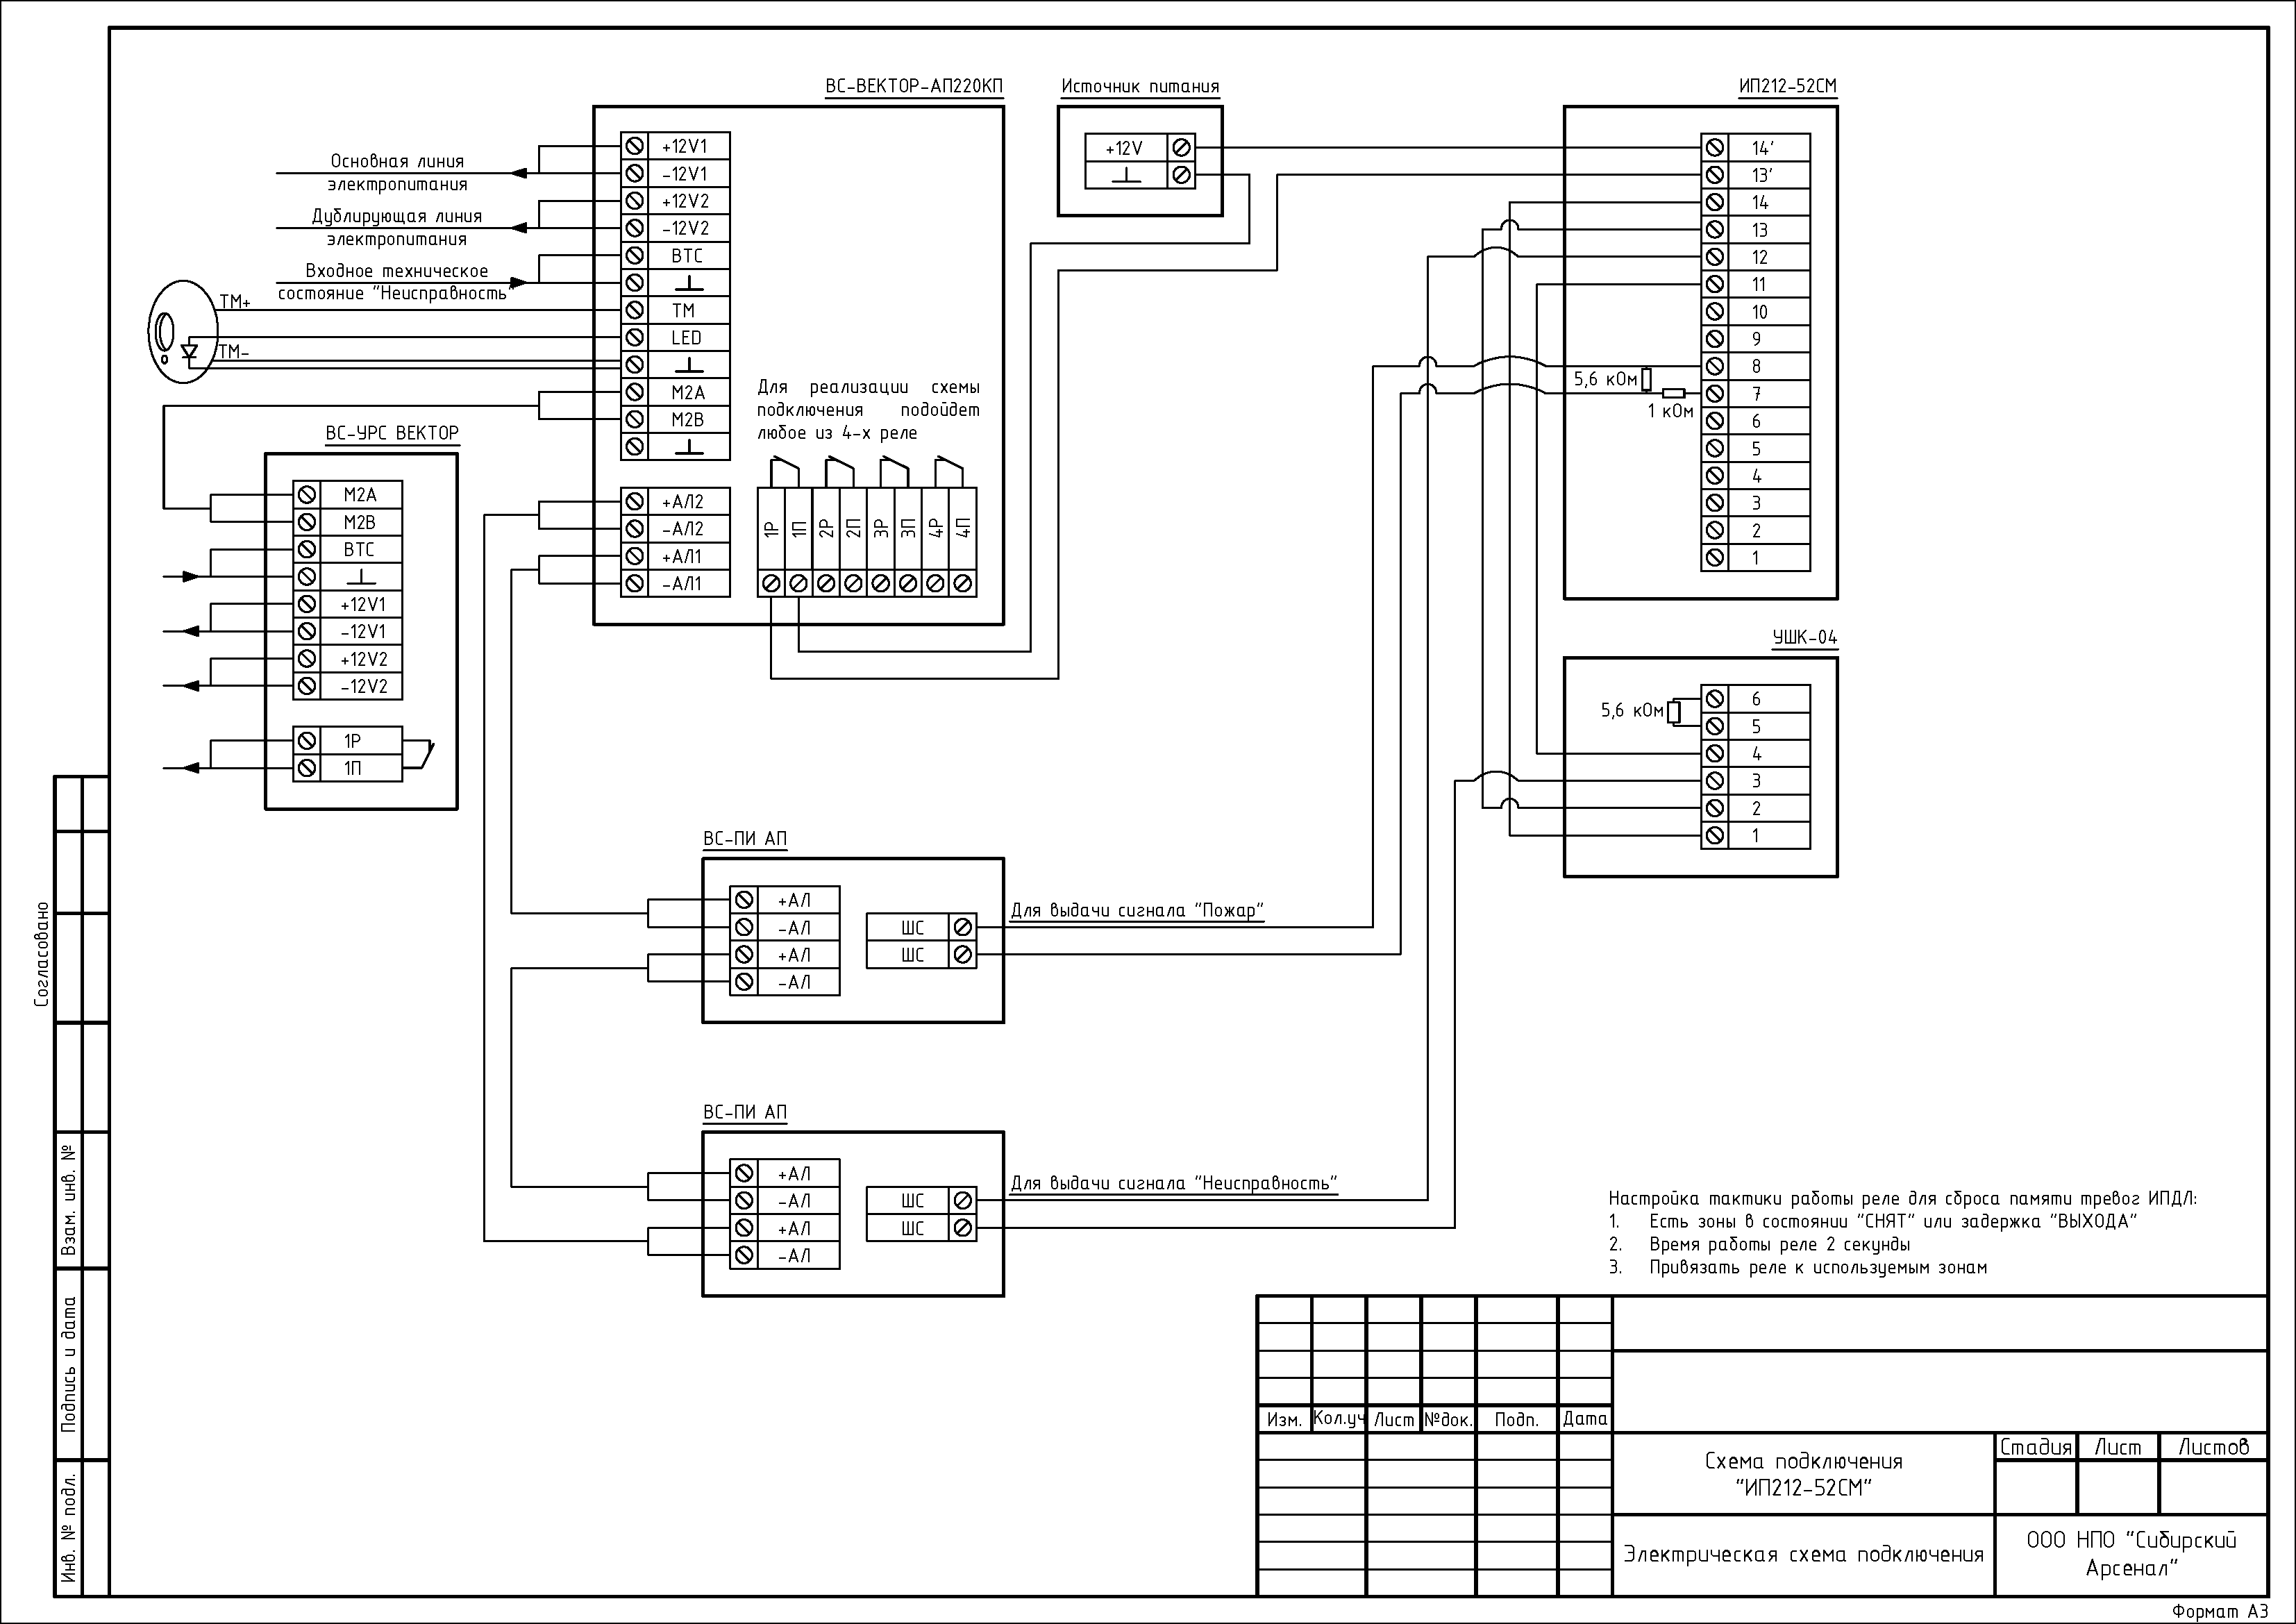 ВС-ВЕКТОР-АП220КП
+12V1
-12V1
+12V2
-12V2
ВТС
⊥
ТМ
LED
⊥
М2А
М2В
⊥
+АЛ2
-АЛ2
+АЛ1
-АЛ1
Для реализации схемы
подключения подойдет
любое из 4-х реле
1Р
1П
2Р
2П
3Р
3П
4Р
4П
Основная линия
электропитания
Дублирующая линия
электропитания
Входное техническое
состояние "Неисправность"
ТМ+
ТМ-
ВС-УРС ВЕКТОР
М2А
М2В
ВТС
⊥
+12V1
-12V1
+12V2
-12V2
1Р
1П
Источник питания
+12V
⊥
ИП212-52СМ
14'
13'
14
13
12
11
10
9
8
7
6
5
4
3
2
1
5,6 кОм
1 кОм
УШК-04
5,6 кОм
6
5
4
3
2
1
ВС-ПИ АП
+АЛ
-АЛ
+АЛ
-АЛ
ШС
ШС
Для выдачи сигнала "Пожар"
ВС-ПИ АП
+АЛ
-АЛ
+АЛ
-АЛ
ШС
ШС
Для выдачи сигнала "Неисправность"
Настройка тактики работы реле для сброса памяти тревог ИПДЛ:
1. Есть зоны в состоянии "СНЯТ" или задержка "ВЫХОДА"
2. Время работы реле 2 секунды
3. Привязать реле к используемым зонам
Согласовано
Взам. инв. №
Подпись и дата
Инв. № подл.
Изм. Кол.уч Лист №док. Подп. Дата
Схема подключения
"ИП212-52СМ"
Стадия Лист Листов
Электрическая схема подключения
ООО НПО "Сибирский
Арсенал"
Формат А3